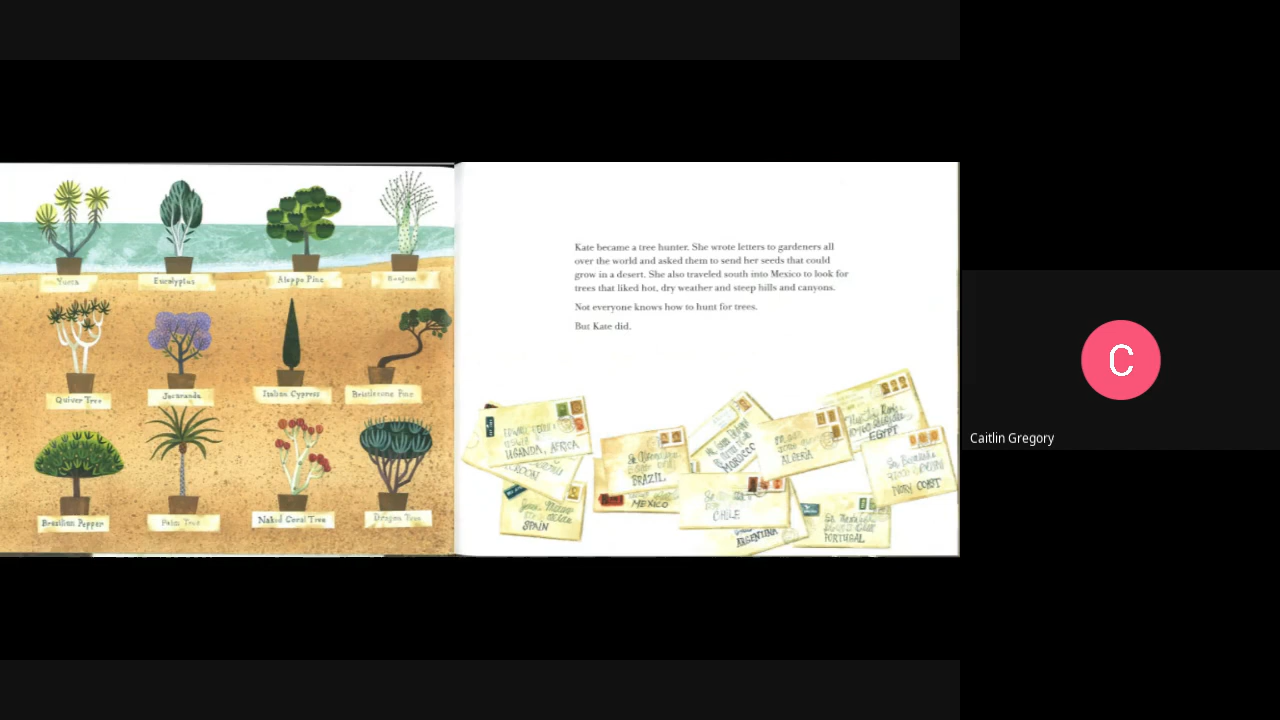 Yucca
Eucalyptus
Aleppo Pine
Boojum
Quiver Tree
Jacaranda
Italian Cypress
Bristlecone Pine
Brazilian Pepper
Palm Tree
Naked Coral Tree
Dragon Tree
Kate became a tree hunter. She wrote letters to gardeners all
over the world and asked them to send her seeds that could
grow in a desert. She also traveled south into Mexico to look for
trees that liked hot, dry weather and steep hills and canyons.
Not everyone knows how to hunt for trees.
But Kate did.
UGANDA, AFRICA
LONDON
SPAIN
BRAZIL
MEXICO
MOROCCO
CHILE
ARGENTINA
ALGERIA
EGYPT
IVORY COAST
PORTUGAL
C
Caitlin Gregory